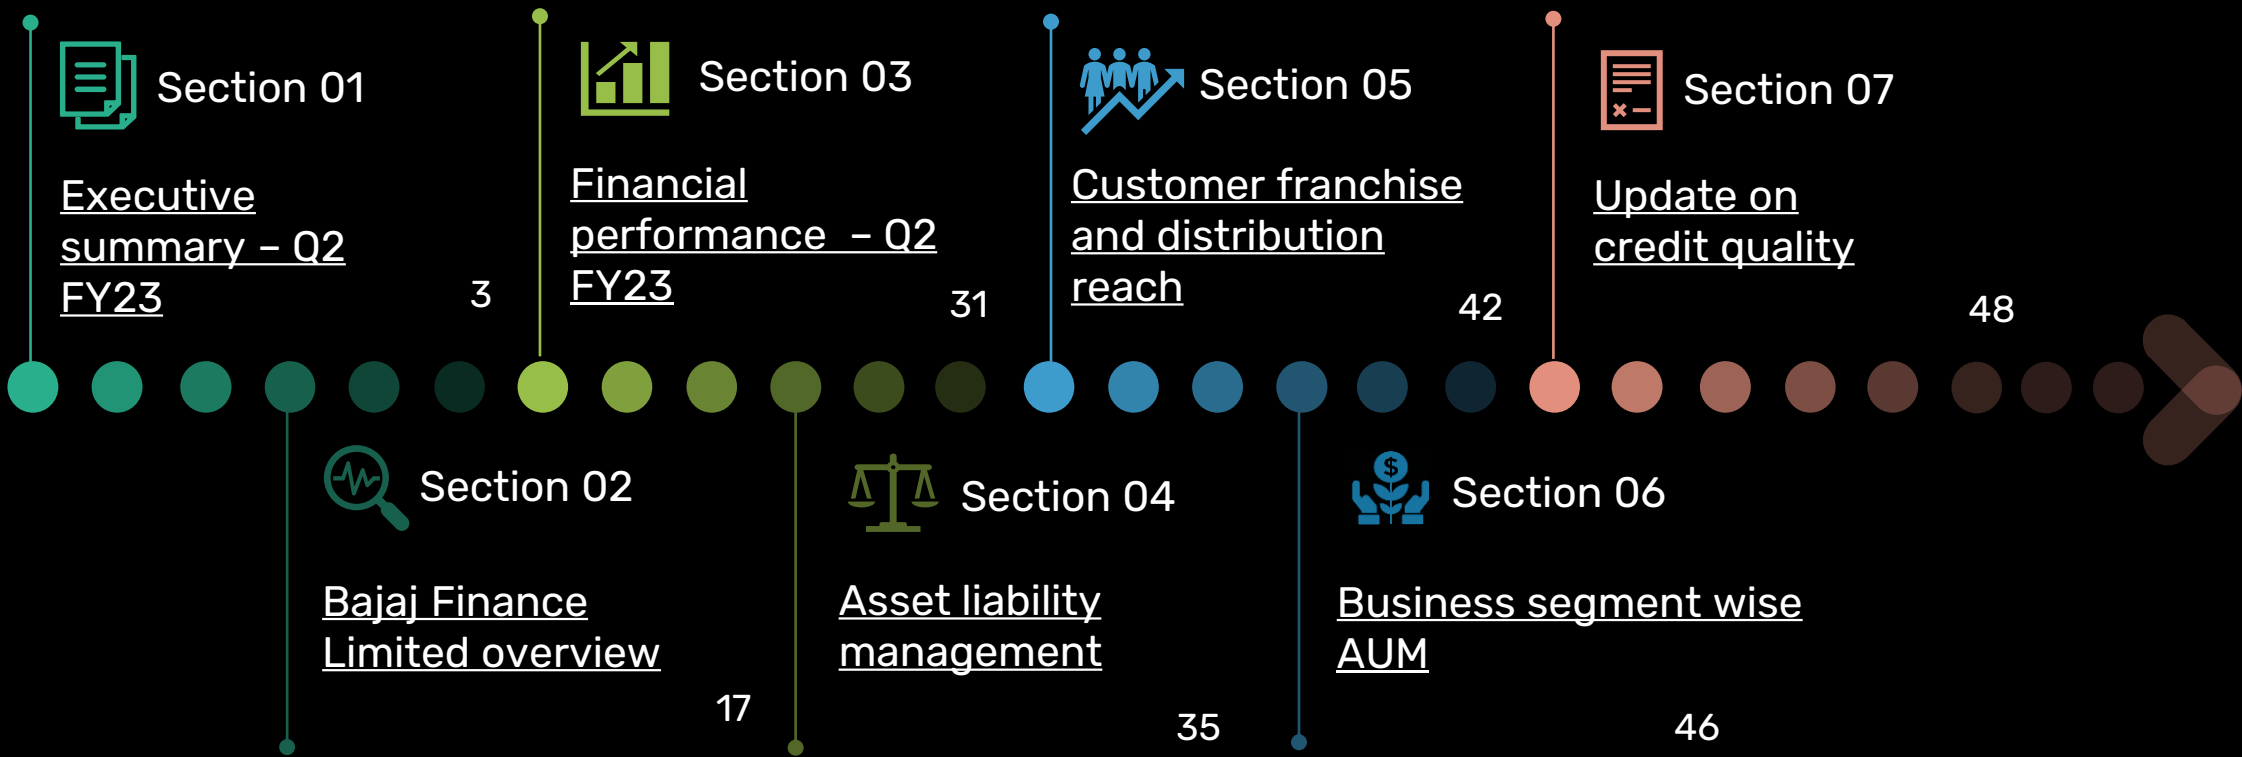 Section 01
Executive
summary – Q2
FY23
3
Section 02
Bajaj Finance
Limited overview
17
Section 03
Financial
performance – Q2
FY23
31
Section 04
Asset liability
management
35
Section 05
Customer franchise
and distribution
reach
42
$
Section 06
Business segment wise
AUM
46
Section 07
Update on
credit quality
48